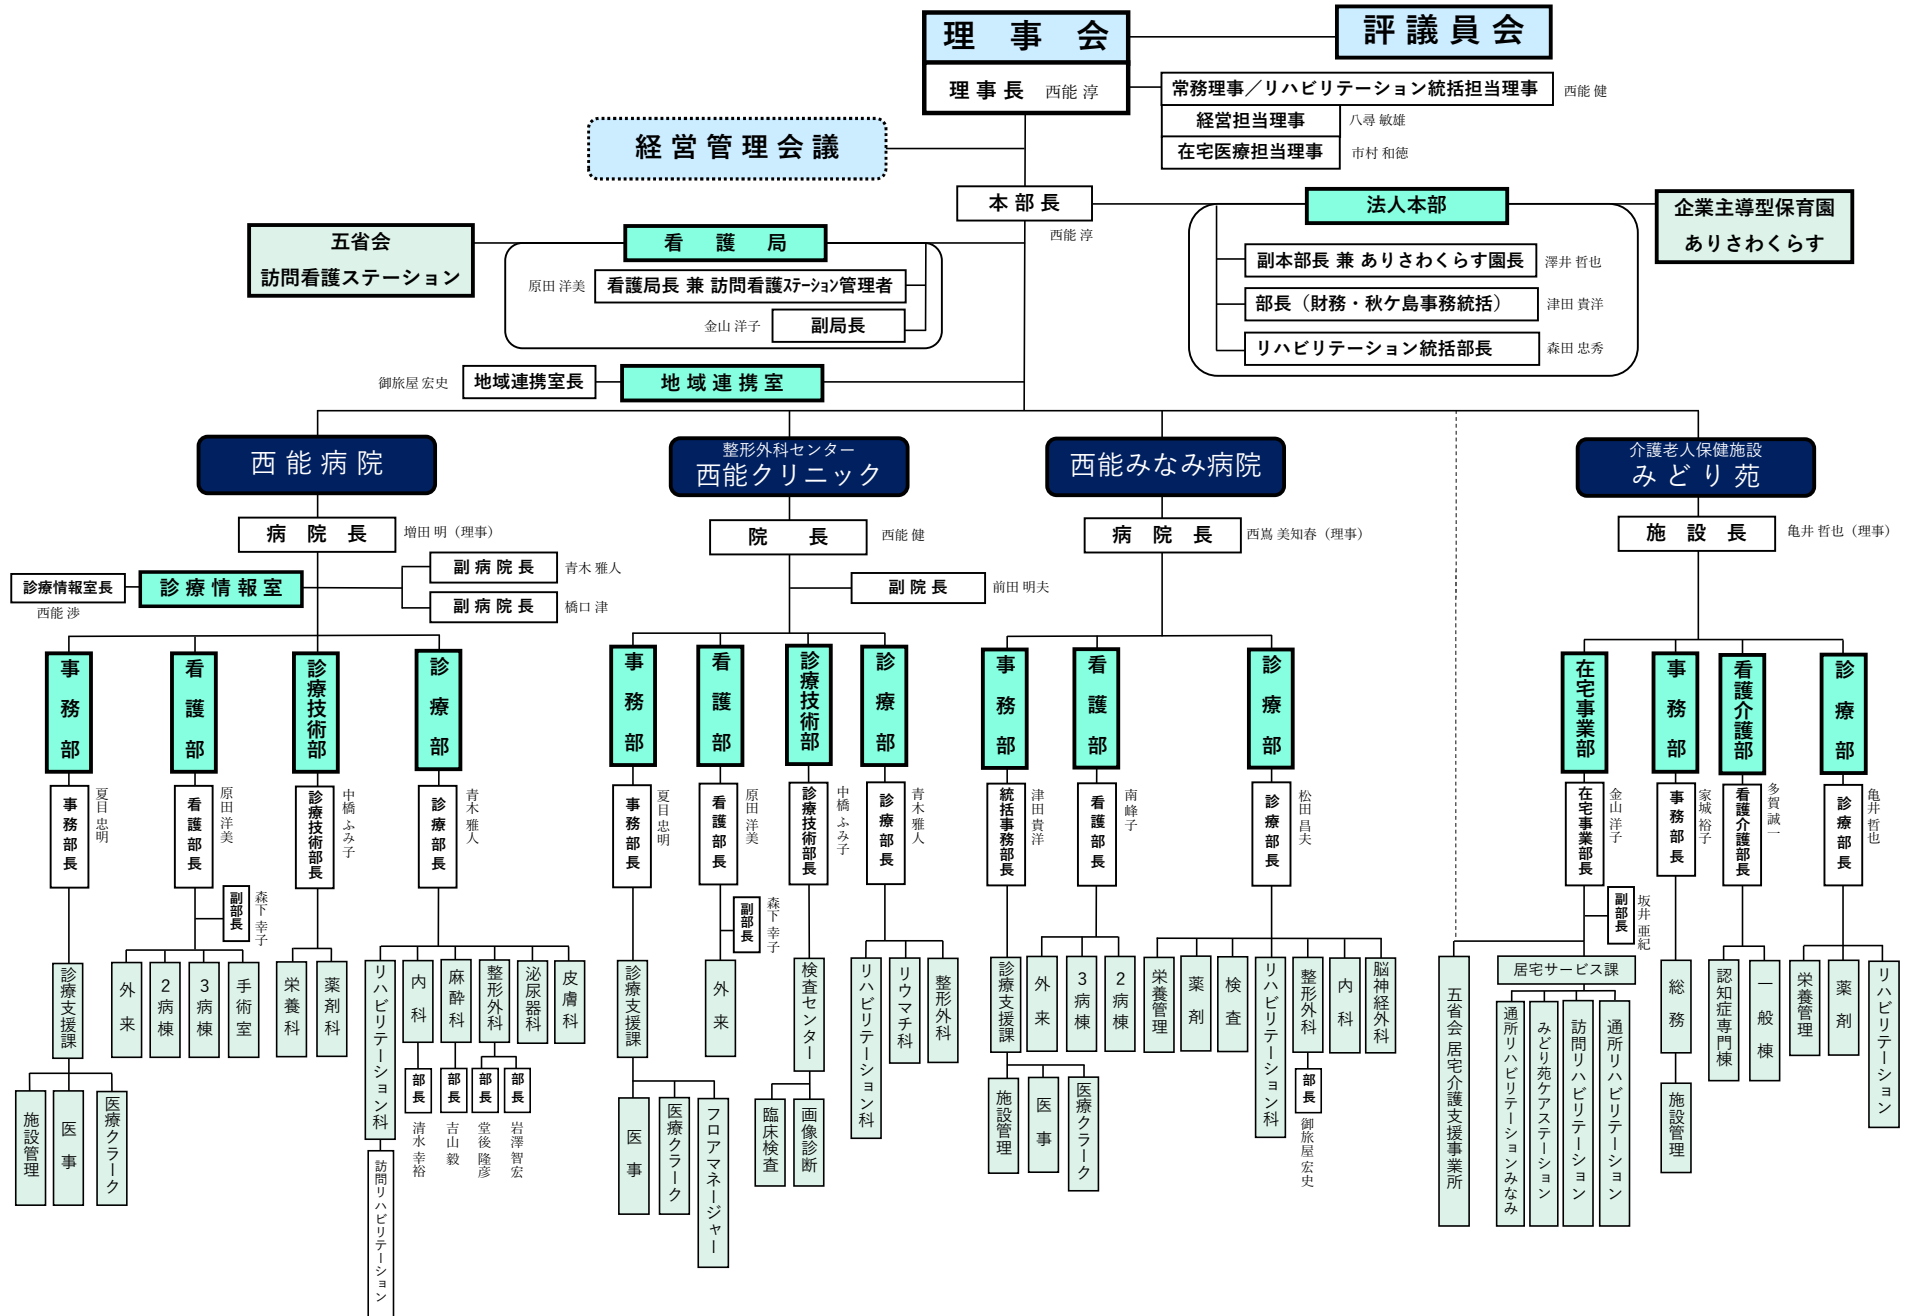 理事会
評議員会
理事長 西能 淳
常務理事／リハビリテーション統括担当理事 西能 健
経営担当理事 八尋 敏雄
在宅医療担当理事 市村 和徳
経営管理会議
本部長
西能 淳
法人本部
企業主導型保育園
ありさわくらす
副本部長 兼 ありさわくらす園長 澤井 哲也
部長（財務・秋ケ島事務統括） 津田 貴洋
リハビリテーション統括部長 森田 忠秀
五省会
訪問看護ステーション
看護局
原田 洋美 看護局長 兼 訪問看護ｽﾃｰｼｮﾝ管理者
金山 洋子 副局長
御旅屋 宏史 地域連携室長 地域連携室
西能病院
病院長 増田 明（理事）
副病院長 青木 雅人
副病院長 橋口 津
診療情報室長 診療情報室
西能 渉
事務部
事務部長 夏目 忠明
診療支援課
施設管理
医事
医療クラーク
看護部
看護部長 原田 洋美
副部長 森下 幸子
外来
2病棟
3病棟
手術室
診療技術部
診療技術部長 中橋 ふみ子
栄養科
薬剤科
診療部
診療部長 青木 雅人
リハビリテーション科
訪問リハビリテーション
内科
部長 清水 幸裕
麻酔科
部長 吉山 毅
整形外科
部長 堂後 隆彦
部長 岩澤 智宏
泌尿器科
皮膚科
整形外科センター
西能クリニック
院長 西能 健
副院長 前田 明夫
事務部
事務部長 夏目 忠明
診療支援課
医事
医療クラーク
フロアマネージャー
看護部
看護部長 原田 洋美
副部長 森下 幸子
外来
診療技術部
診療技術部長 中橋 ふみ子
検査センター
臨床検査
画像診断
診療部
診療部長 青木 雅人
リハビリテーション科
リウマチ科
整形外科
西能みなみ病院
病院長 西嶌 美知春（理事）
事務部
統括事務部長 津田 貴洋
診療支援課
施設管理
医事
医療クラーク
看護部
看護部長 南 峰子
外来
3病棟
2病棟
診療部
診療部長 松田 昌夫
栄養管理
薬剤
検査
リハビリテーション科
整形外科
部長 御旅屋 宏史
内科
脳神経外科
介護老人保健施設
みどり苑
施設長 亀井 哲也（理事）
在宅事業部
在宅事業部長 金山 洋子
副部長 坂井 亜紀
五省会 居宅介護支援事業所
居宅サービス課
通所リハビリテーションみなみ
みどり苑ケアステーション
訪問リハビリテーション
通所リハビリテーション
事務部
事務部長 家城 裕子
総務
施設管理
看護介護部
看護介護部長 多賀 誠一
認知症専門棟
一般棟
診療部
診療部長 亀井 哲也
栄養管理
薬剤
リハビリテーション